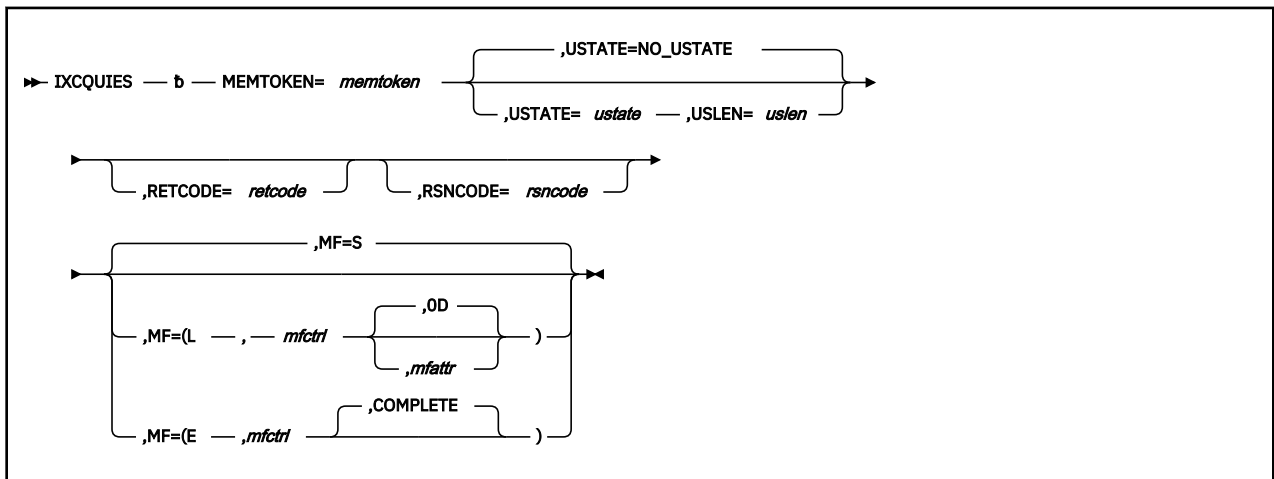 ,USTATE=NO_USTATE
IXCQUIES ƀ MEMTOKEN= memtoken
,USTATE= ustate ,USLEN= uslen
,RETCODE= retcode ,RSNCODE= rsncode
,MF=S
,0D
,MF=(L , mfctrl )
,mfattr
,COMPLETE
,MF=(E ,mfctrl )